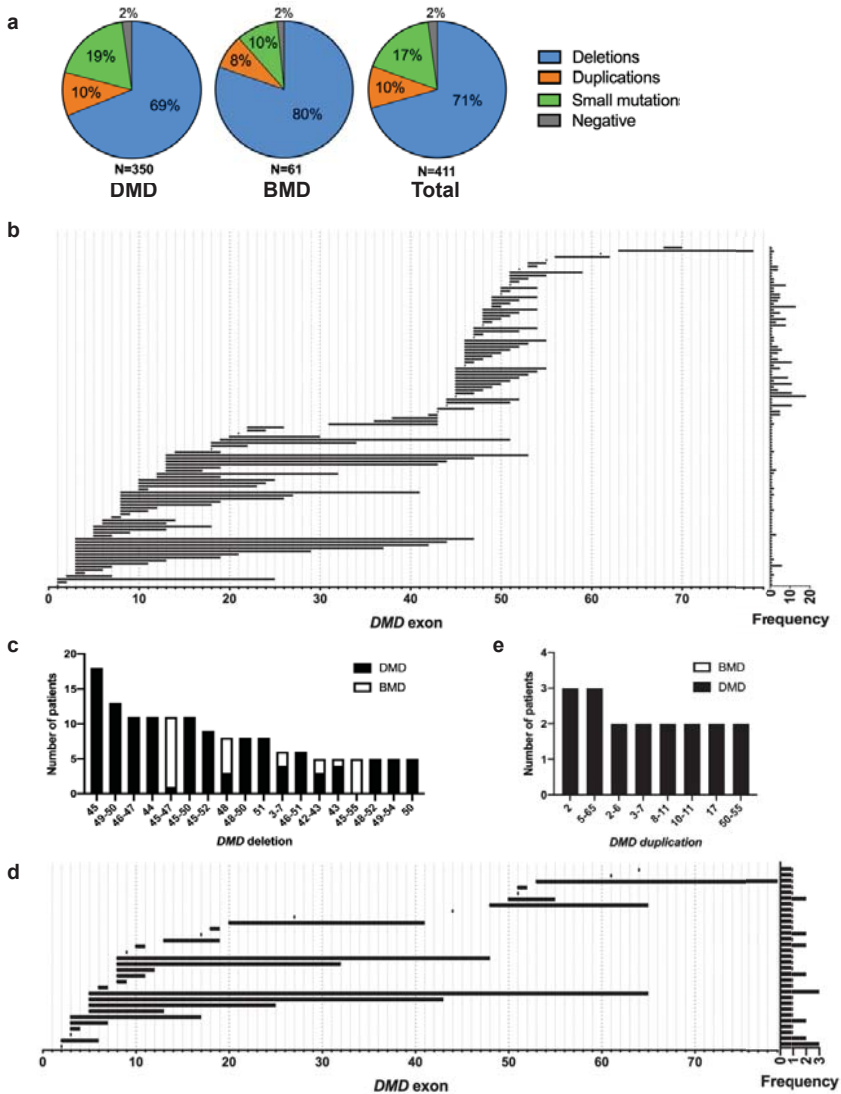 a
2%
19%
10%
69%
N=350
DMD
2%
10%
8%
80%
N=61
BMD
2%
17%
10%
71%
N=411
Total
Deletions
Duplications
Small mutations
Negative
b
0 10 20 30 40 50 60 70
DMD exon
0 10 20
Frequency
c
Number of patients
20
15
10
5
0
DMD
BMD
45 49-50 46-47 44 45-47 45-50 45-52 48 48-50 51 3-7 46-51 42-43 43 45-55 48-52 49-54 50
DMD deletion
e
Number of patients
4
3
2
1
0
BMD
DMD
2 5-65 2-6 3-7 8-11 10-11 17 50-55
DMD duplication
d
0 10 20 30 40 50 60 70
DMD exon
0 1 2 3
Frequency